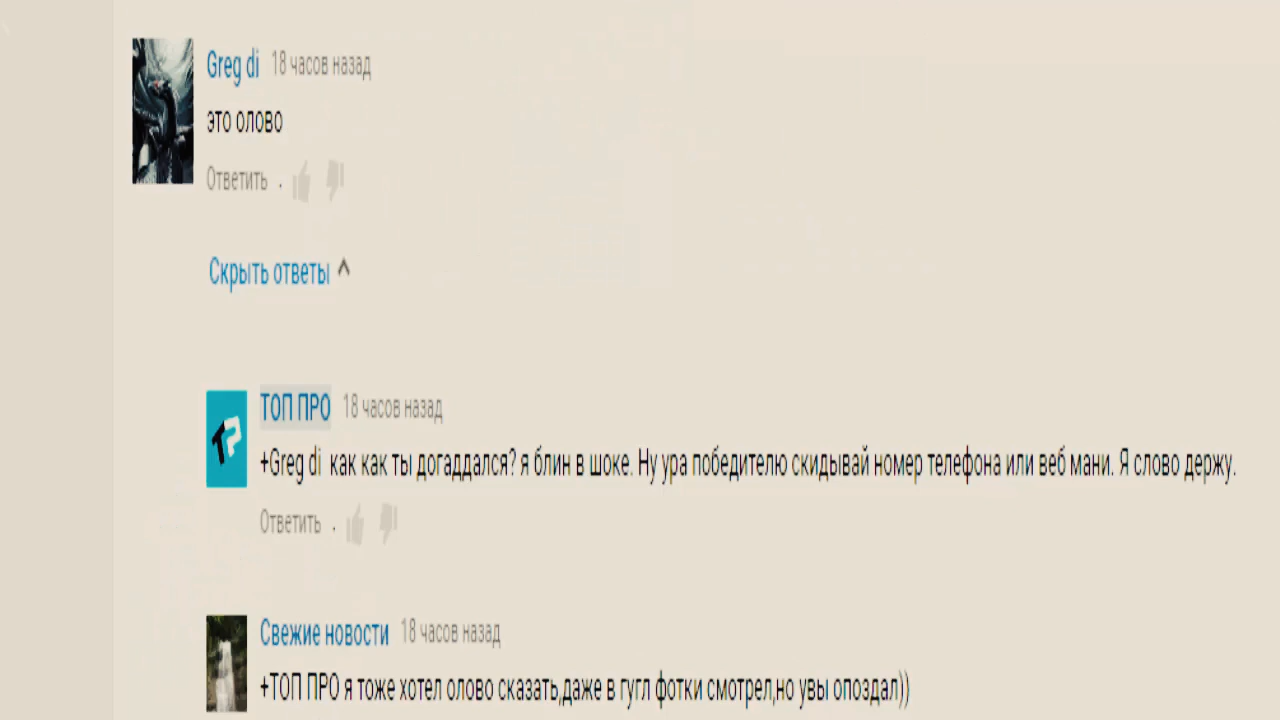 Greg di 18 часов назад
это олово
Ответить .
Скрыть ответы ^
ТОП ПРО 18 часов назад
+Greg di как как ты догаддался? я блин в шоке. Ну ура победителю скидывай номер телефона или веб мани. Я слово держу.
Ответить .
Свежие новости 18 часов назад
+ТОП ПРО я тоже хотел олово сказать,даже в гугл фотки смотрел,но увы опоздал))